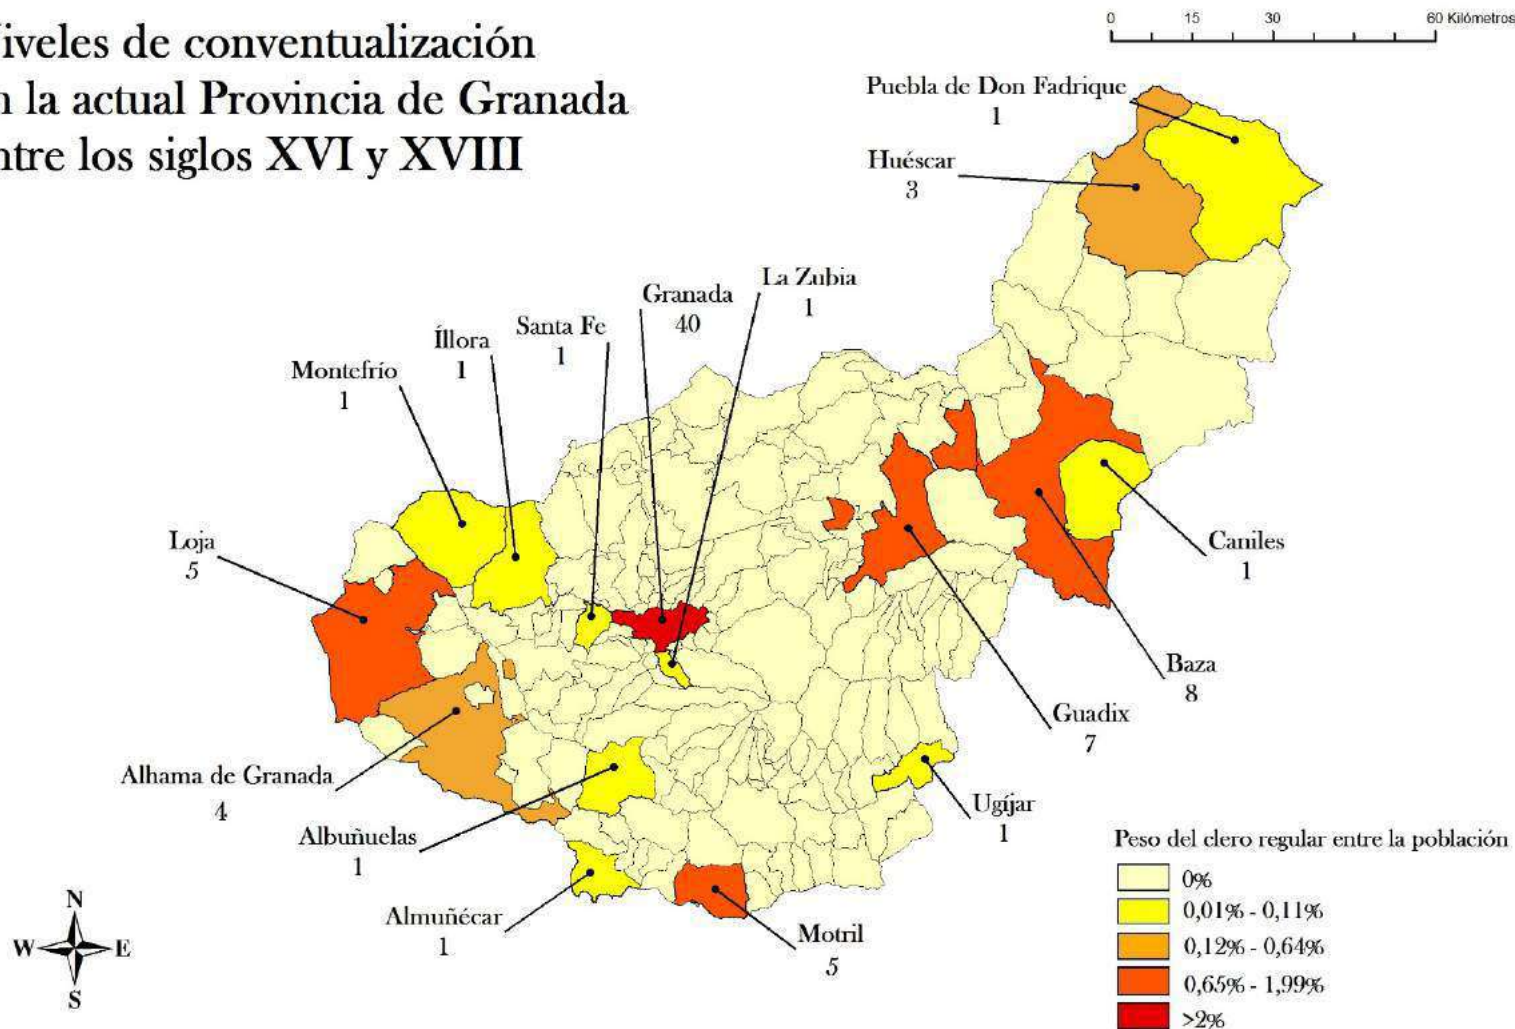 iveles de conventualización
n la actual Provincia de Granada
ntre los siglos XVI y XVIII
0 15 30 60 Kilómetros
Puebla de Don Fadrique
1
Huéscar
3
La Zubia
1
Granada
40
Santa Fe
1
Íllora
1
Montefrío
1
Loja
5
Caniles
1
Baza
8
Guadix
7
Alhama de Granada
4
Ugíjar
1
Albuñuelas
1
Almuñécar
1
Motril
5
N
W E
S
Peso del clero regular entre la población
0%
0,01% - 0,11%
0,12% - 0,64%
0,65% - 1,99%
>2%